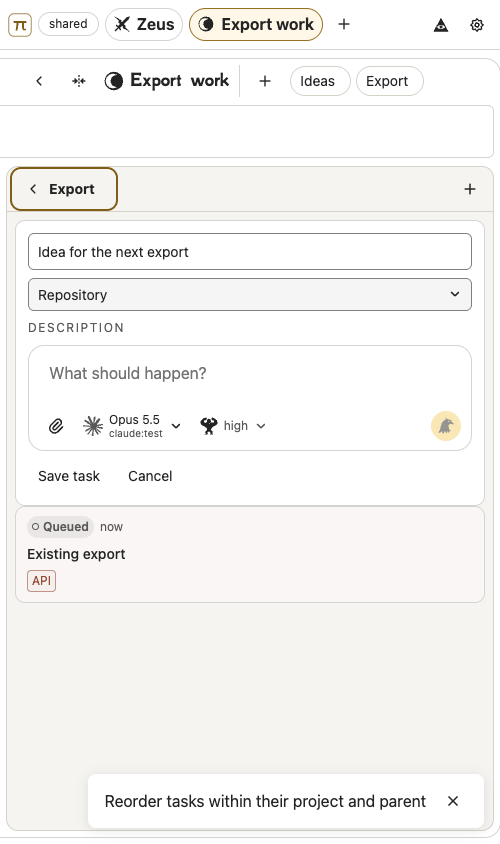 π shared Zeus Export work
Export work Ideas Export
Export
Idea for the next export
Repository
DESCRIPTION
What should happen?
Opus 5.5
claude:test
high
Save task Cancel
Queued now
Existing export
API
Reorder tasks within their project and parent